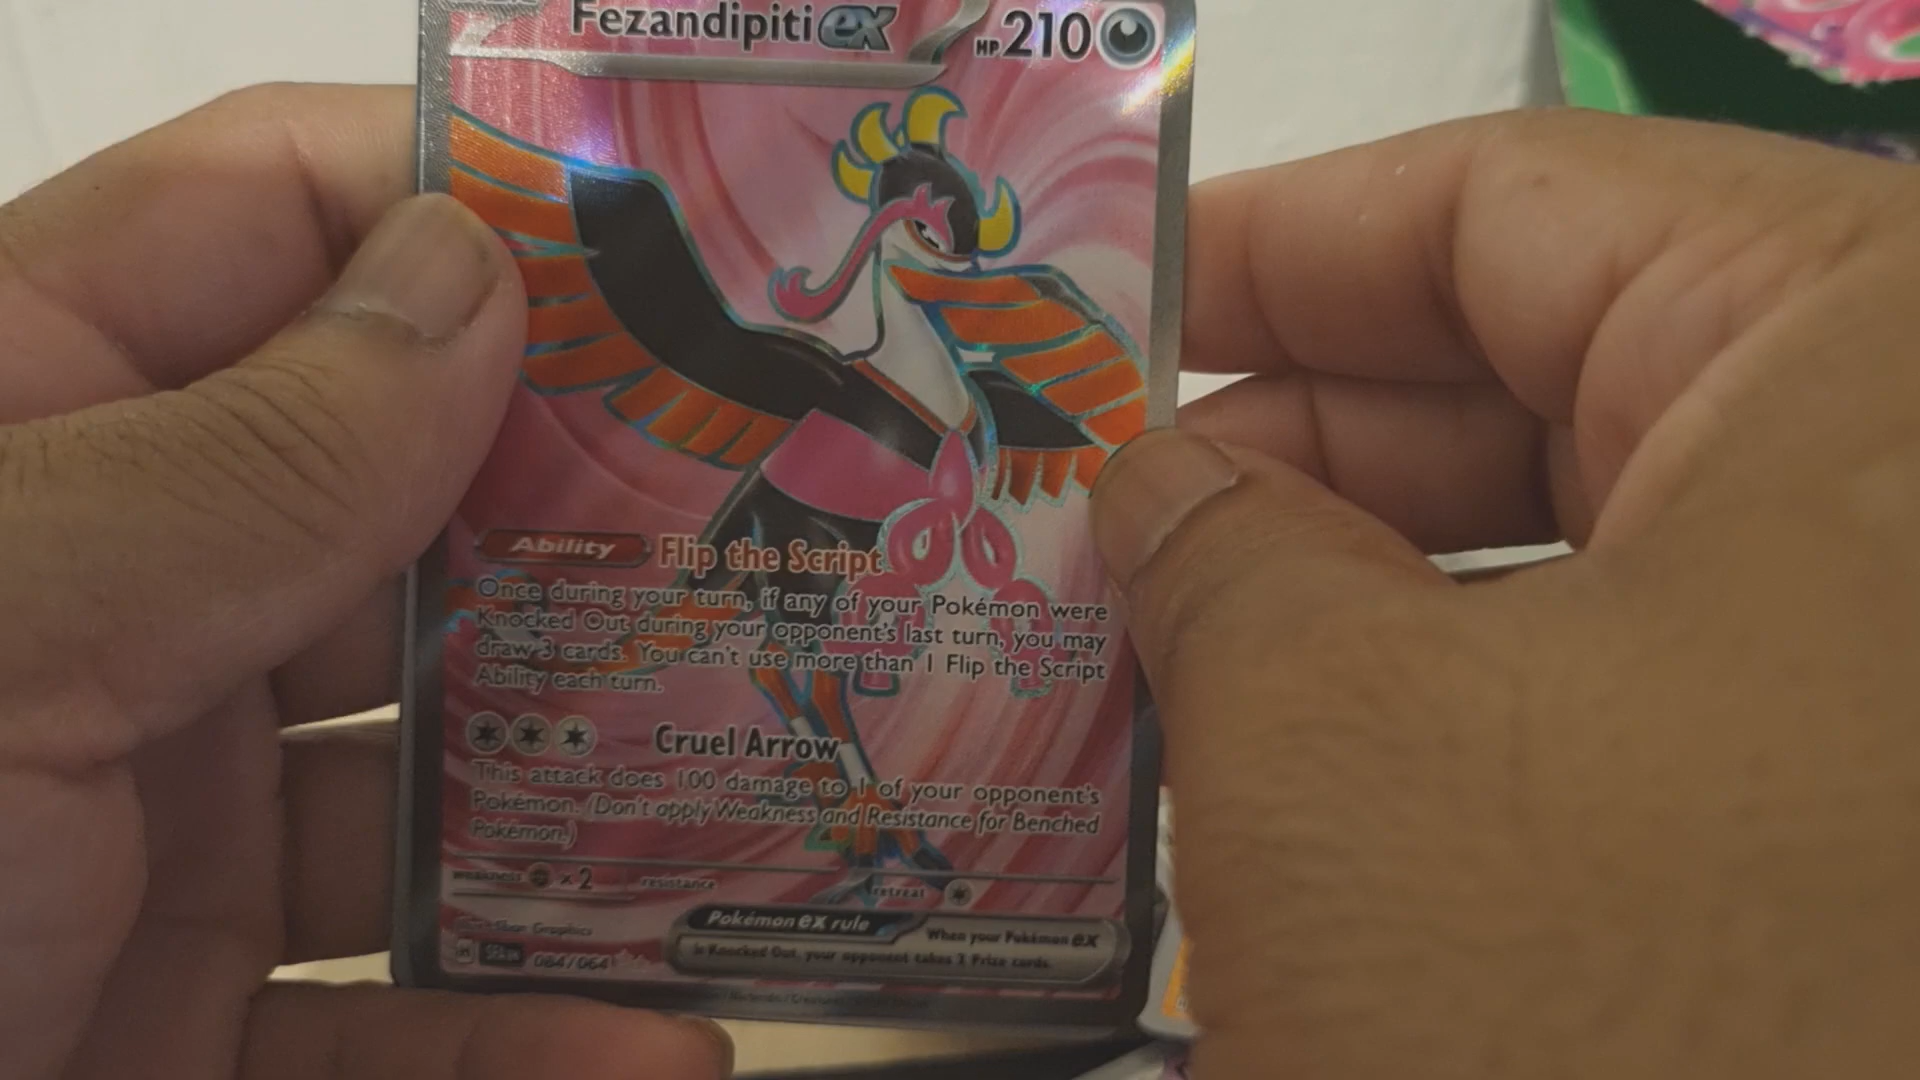 Fezandipiti ex HP 210
Ability Flip the Script
Once during your turn, if any of your Pokémon were
Knocked Out during your opponent's last turn, you may
draw 3 cards. You can't use more than 1 Flip the Script
Ability each turn.
Cruel Arrow
This attack does 100 damage to 1 of your opponent's
Pokémon. (Don't apply Weakness and Resistance for Benched
Pokémon.)
weakness ×2 resistance retreat
Graphics
Pokémon ex rule When your Pokémon ex
is Knocked Out, your opponent takes 2 Prize cards.
084/064